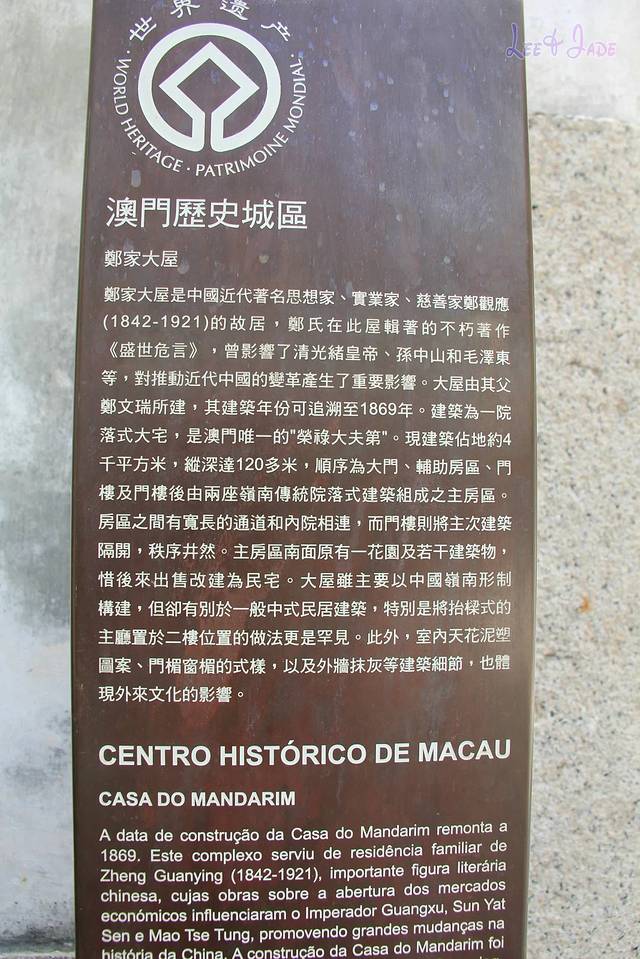 Lee & Jade
世界遺产
· WORLD HERITAGE · PATRIMOINE MONDIAL ·
澳門歷史城區
鄭家大屋
鄭家大屋是中國近代著名思想家、實業家、慈善家鄭觀應
(1842-1921)的故居，鄭氏在此屋輯著的不朽著作
《盛世危言》，曾影響了清光緒皇帝、孫中山和毛澤東
等，對推動近代中國的變革產生了重要影響。大屋由其父
鄭文瑞所建，其建築年份可追溯至1869年。建築為一院
落式大宅，是澳門唯一的"榮祿大夫第"。現建築佔地約4
千平方米，縱深達120多米，順序為大門、輔助房區、門
樓及門樓後由兩座嶺南傳統院落式建築組成之主房區。
房區之間有寬長的通道和內院相連，而門樓則將主次建築
隔開，秩序井然。主房區南面原有一花園及若干建築物，
惜後來出售改建為民宅。大屋雖主要以中國嶺南形制
構建，但卻有別於一般中式民居建築，特別是將抬樑式的
主廳置於二樓位置的做法更是罕見。此外，室內天花泥塑
圖案、門楣窗楣的式樣，以及外牆抹灰等建築細節，也體
現外來文化的影響。
CENTRO HISTÓRICO DE MACAU
CASA DO MANDARIM
A data de construção da Casa do Mandarim remonta a
1869. Este complexo serviu de residência familiar de
Zheng Guanying (1842-1921), importante figura literária
chinesa, cujas obras sobre a abertura dos mercados
económicos influenciaram o Imperador Guangxu, Sun Yat
Sen e Mao Tse Tung, promovendo grandes mudanças na
história da China. A construção da Casa do Mandarim foi